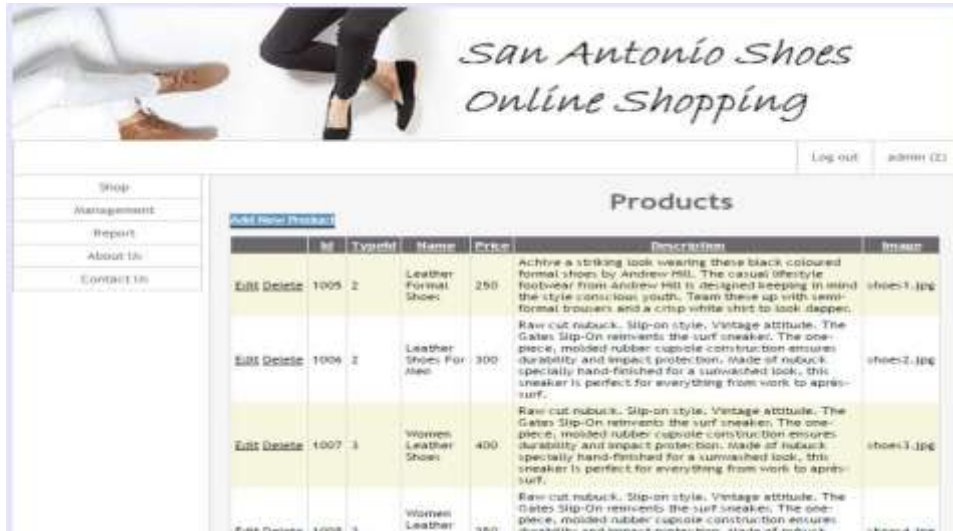 San Antonio Shoes
Online Shopping
Log out admin (2)
Shop
Management
Report
About Us
Contact Us
Products
Add New Product
Id TypeId Name Price Description Image
Edit Delete 1005 2 Leather Formal Shoes 250 Achtive a striking look wearing these black coloured
formal shoes by Andrew Hill. The casual lifestyle
footwear from Andrew Hill is designed keeping in mind
the style conscious youth. Team these up with semi-
formal trousers and a crisp white shirt to look dapper. shoes1.jpg
Edit Delete 1006 2 Leather Shoes For Men 300 Raw cut nubuck. Slip-on style. Vintage attitude. The
Gates Slip-On reinvents the surf sneaker. The one-
piece, molded rubber cupsole construction ensures
durability and impact protection. Made of nubuck
specially hand-finished for a sunwashed look, this
sneaker is perfect for everything from work to après-
surf. shoes2.jpg
Edit Delete 1007 3 Women Leather Shoes 400 Raw cut nubuck. Slip-on style. Vintage attitude. The
Gates Slip-On reinvents the surf sneaker. The one-
piece, molded rubber cupsole construction ensures
durability and impact protection. Made of nubuck
specially hand-finished for a sunwashed look, this
sneaker is perfect for everything from work to après-
surf. shoes3.jpg
Women Leather Raw cut nubuck. Slip-on style. Vintage attitude. The
Gates Slip-On reinvents the surf sneaker. The one-
piece, molded rubber cupsole construction ensures